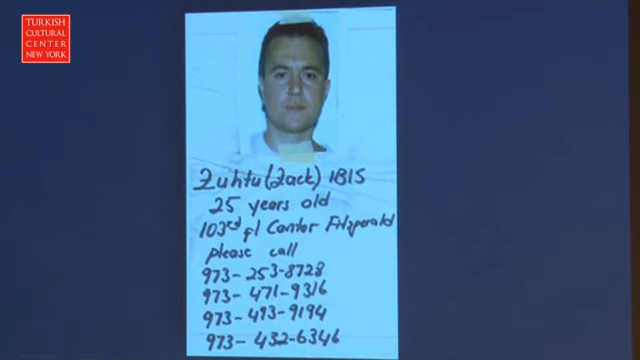 TURKISH
CULTURAL
CENTER
NEW YORK
Zuhtu (Zack) IBIS
25 years old
103rd fl Cantor Fitzgerald
please call
973-253-8728
973-471-9316
973-493-9194
973-432-6346